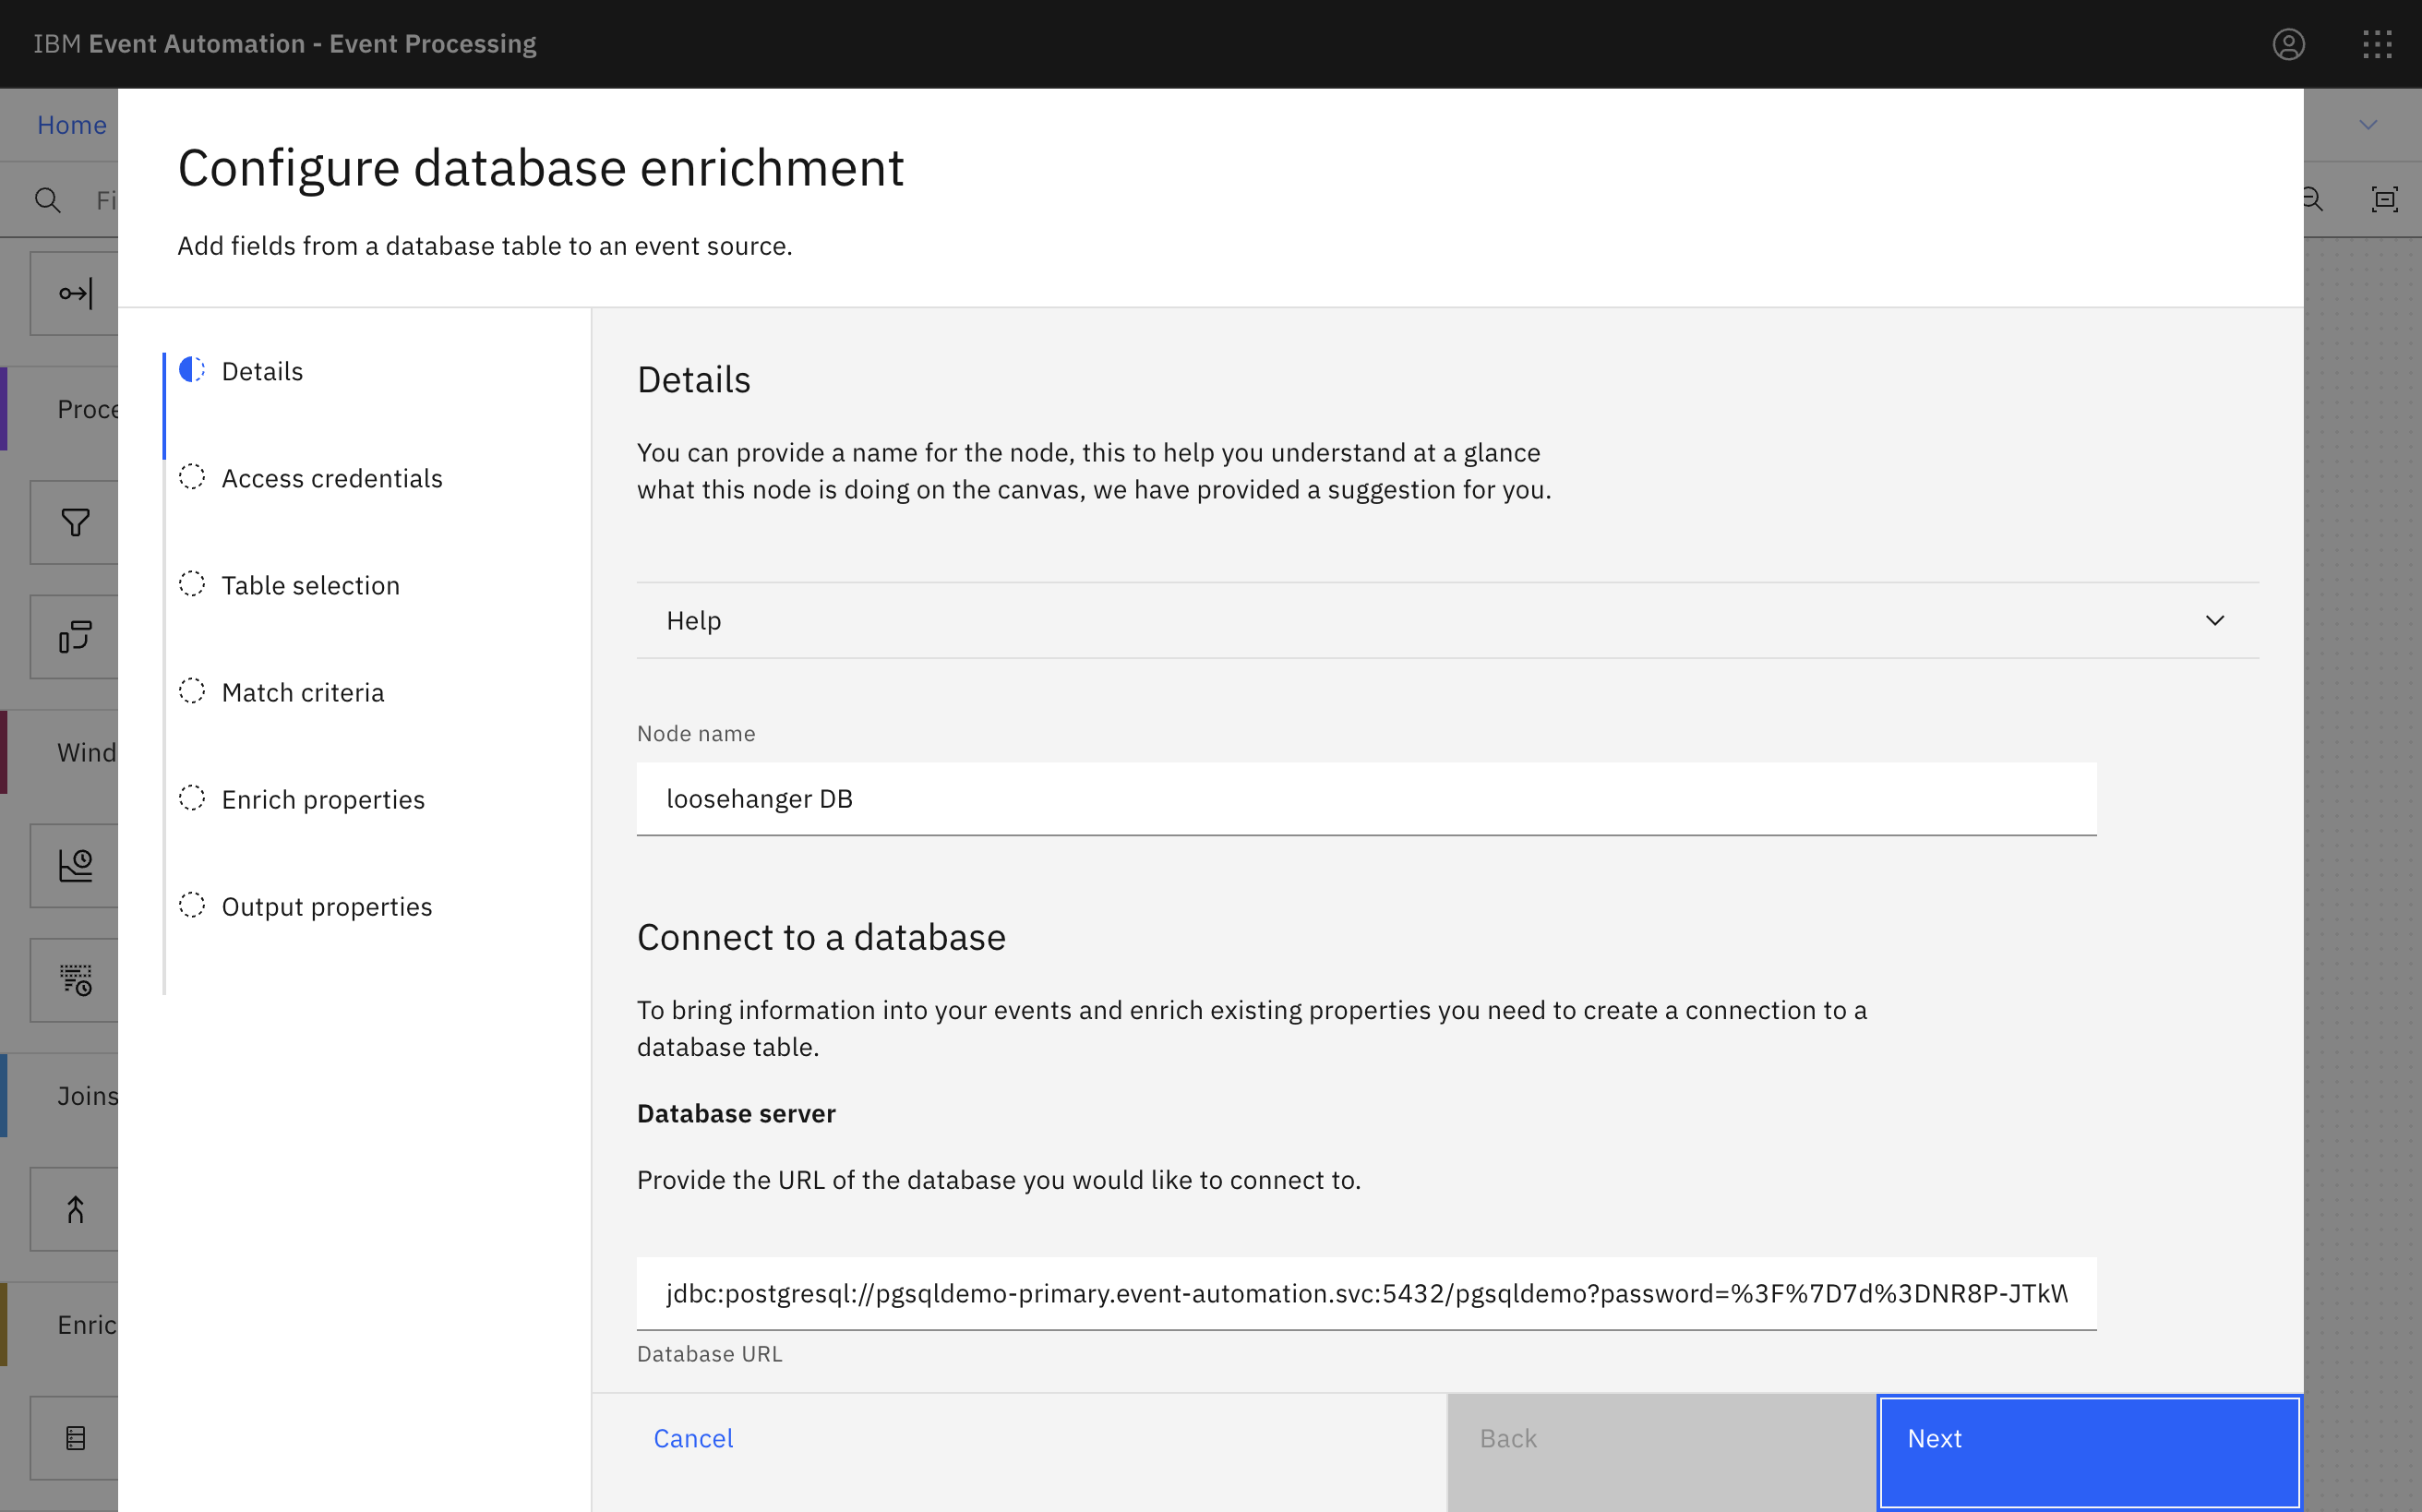 IBM Event Automation - Event Processing
Home
Configure database enrichment
Add fields from a database table to an event source.
Details
Access credentials
Table selection
Match criteria
Enrich properties
Output properties
Details
You can provide a name for the node, this to help you understand at a glance
what this node is doing on the canvas, we have provided a suggestion for you.
Help
Node name
loosehanger DB
Connect to a database
To bring information into your events and enrich existing properties you need to create a connection to a
database table.
Database server
Provide the URL of the database you would like to connect to.
jdbc:postgresql://pgsqldemo-primary.event-automation.svc:5432/pgsqldemo?password=%3F%7D7d%3DNR8P-JTkW
Database URL
Cancel
Back
Next
Fi
Proce
Wind
Joins
Enric